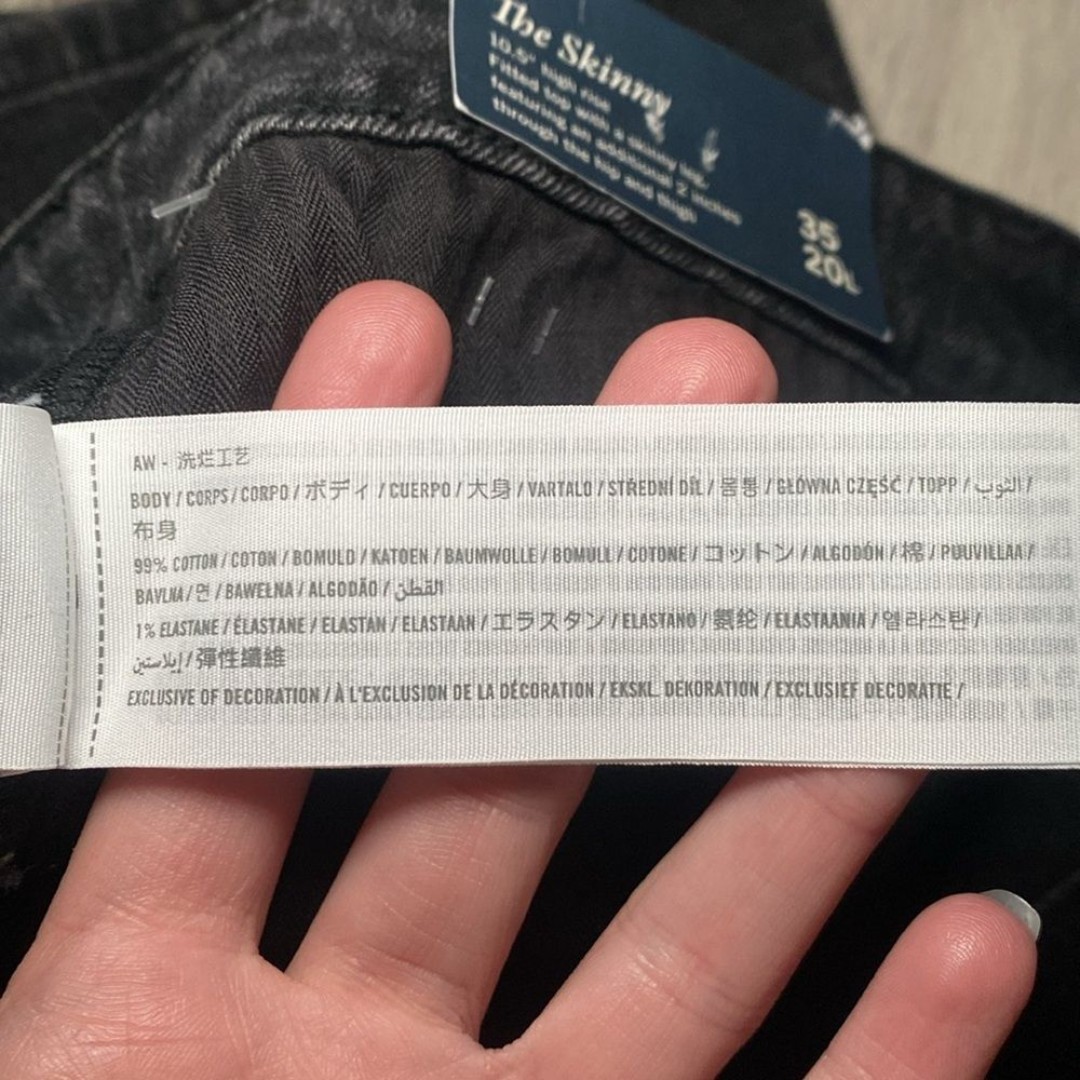 The Skinny
10.5" high rise
Fitted top with a skinny leg,
featuring an additional 2 inches
through the hip and thigh
35
20L
AW - 洗烂工艺
BODY / CORPS / CORPO / ボディ / CUERPO / 大身 / VARTALO / STŘEDNÍ DÍL / 몸통 / GŁÓWNA CZĘŚĆ / TOPP / الثوب /
布身
99% COTTON / COTON / BOMULD / KATOEN / BAUMWOLLE / BOMULL / COTONE / コットン / ALGODÓN / 棉 / PUUVILLAA /
BAVLNA / 면 / BAWEŁNA / ALGODÃO / القطن
1% ELASTANE / ÉLASTANE / ELASTAN / ELASTAAN / エラスタン / ELASTANO / 氨纶 / ELASTAANIA / 엘라스탄 /
إيلاستين / 彈性纖維
EXCLUSIVE OF DECORATION / À L'EXCLUSION DE LA DÉCORATION / EKSKL. DEKORATION / EXCLUSIEF DECORATIE /